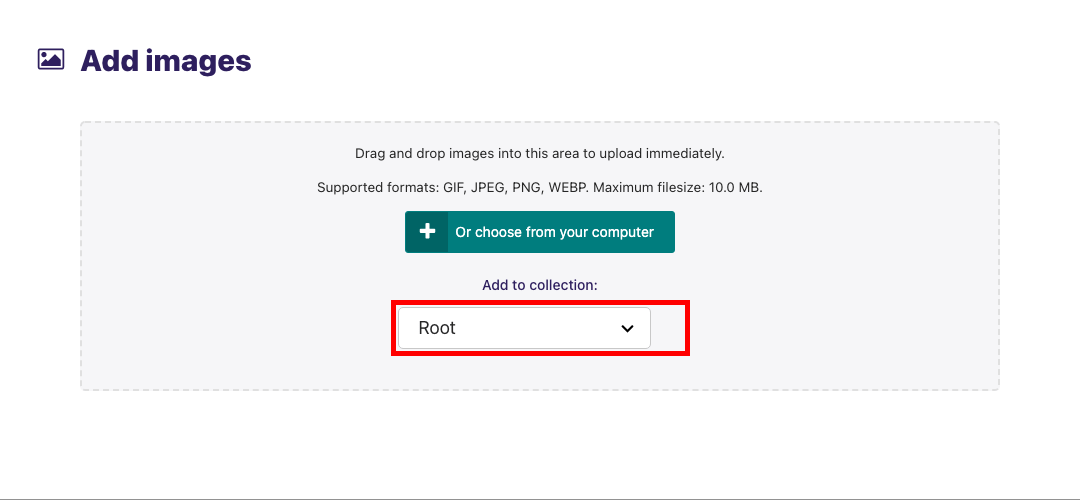 Add images
Drag and drop images into this area to upload immediately.
Supported formats: GIF, JPEG, PNG, WEBP. Maximum filesize: 10.0 MB.
Or choose from your computer
Add to collection:
Root